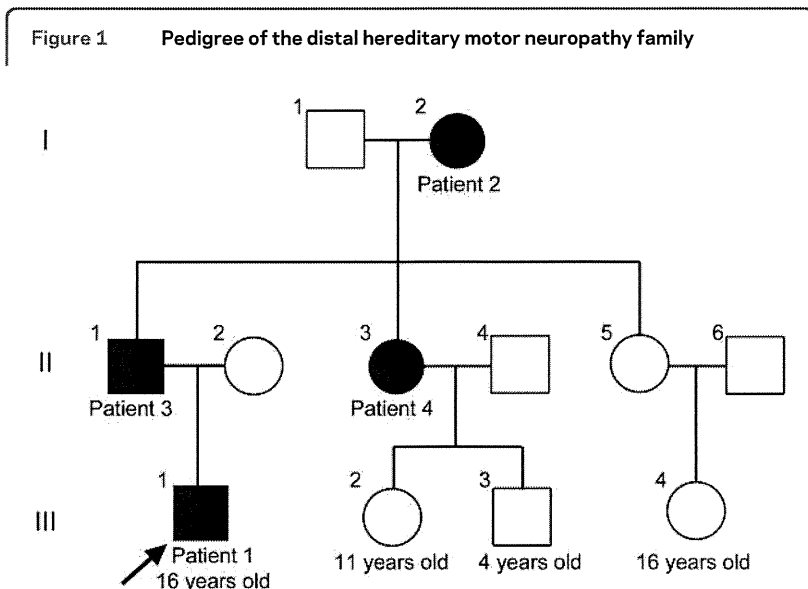 Figure 1 Pedigree of the distal hereditary motor neuropathy family
I
1 2
Patient 2
II
1 2 3 4 5 6
Patient 3 Patient 4
III
1 2 3 4
Patient 1 11 years old 4 years old 16 years old
16 years old